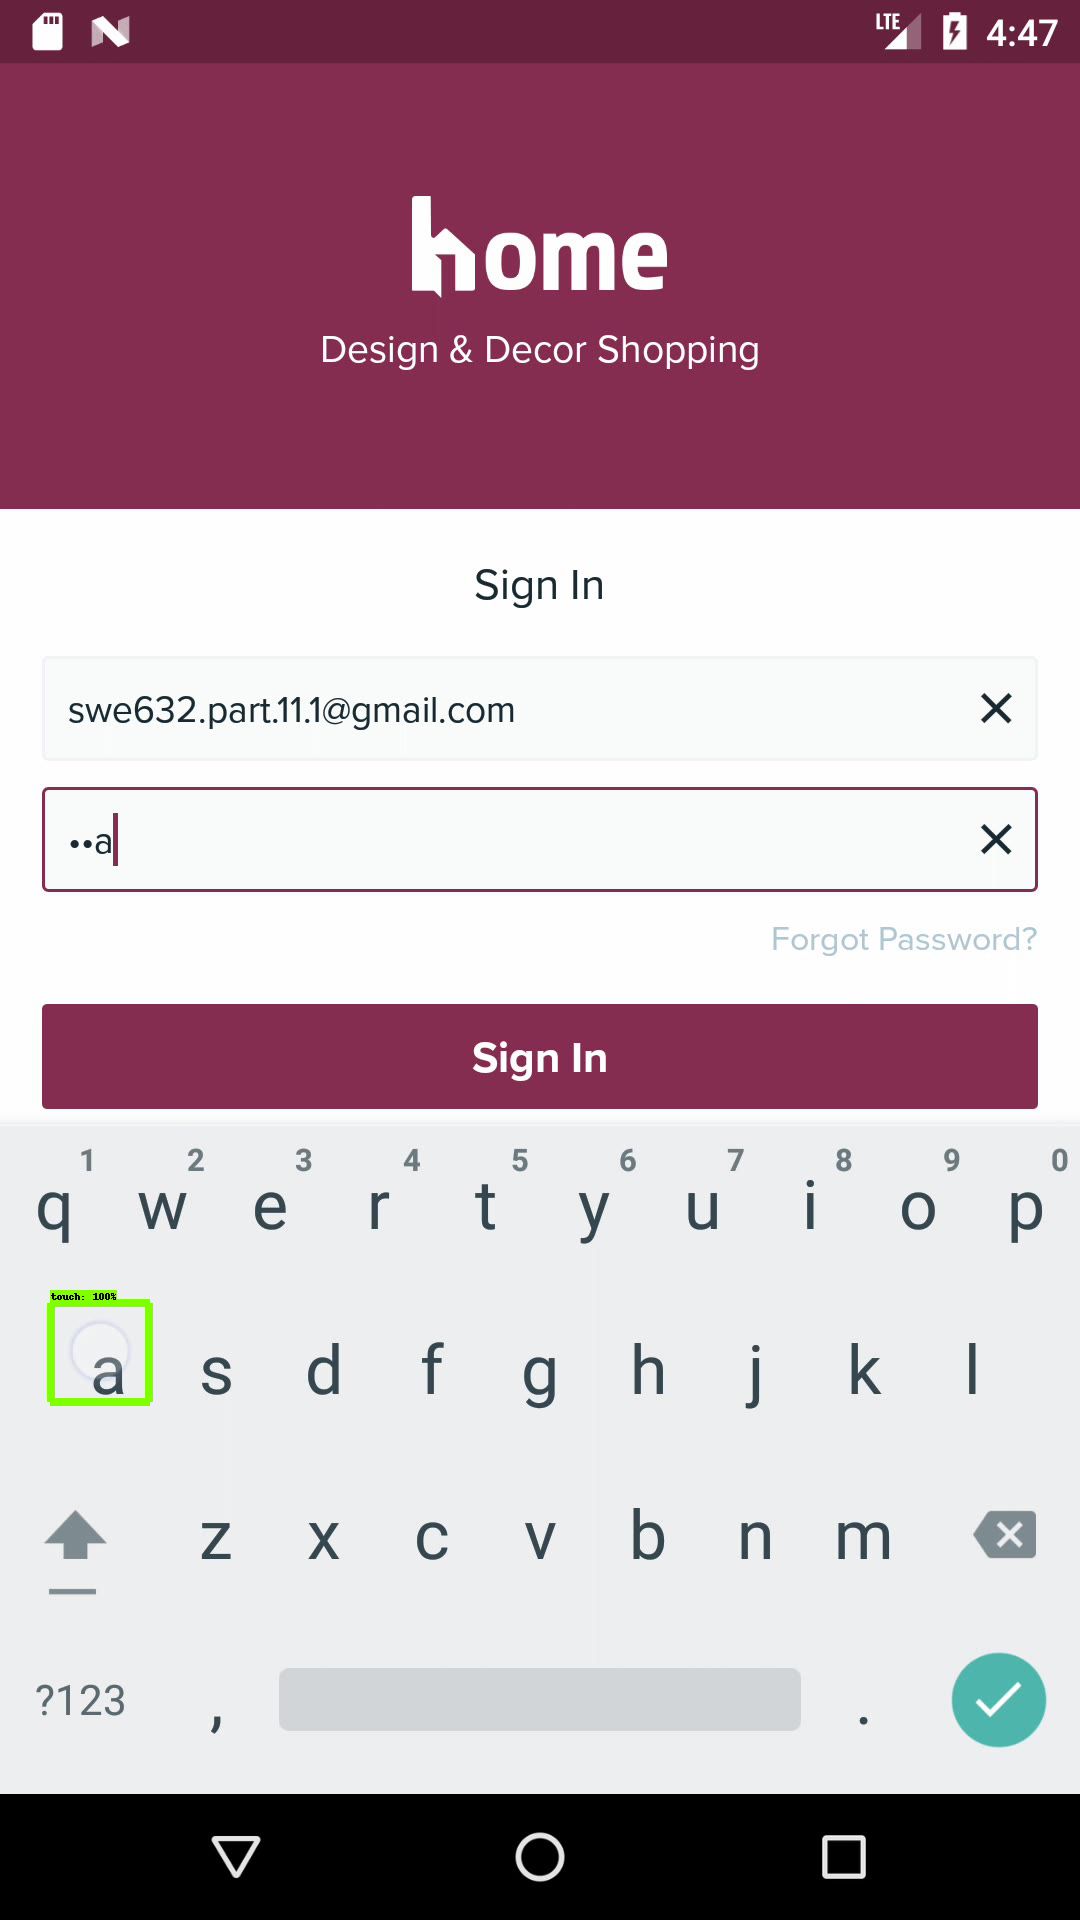 LTE 4:47
home
Design & Decor Shopping
Sign In
swe632.part.11.1@gmail.com
••a
Forgot Password?
Sign In
1 2 3 4 5 6 7 8 9 0
q w e r t y u i o p
touch: 100%
a s d f g h j k l
z x c v b n m
?123 , .